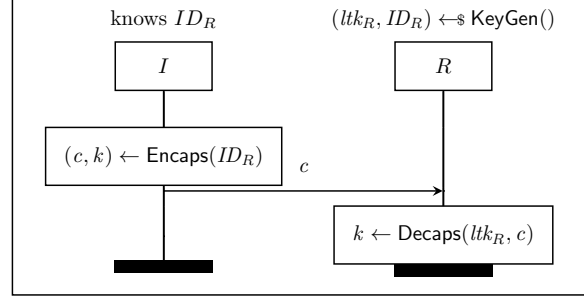 knows ID_R
(ltk_R, ID_R) ←$ KeyGen()
I
R
(c, k) ← Encaps(ID_R)
c
k ← Decaps(ltk_R, c)